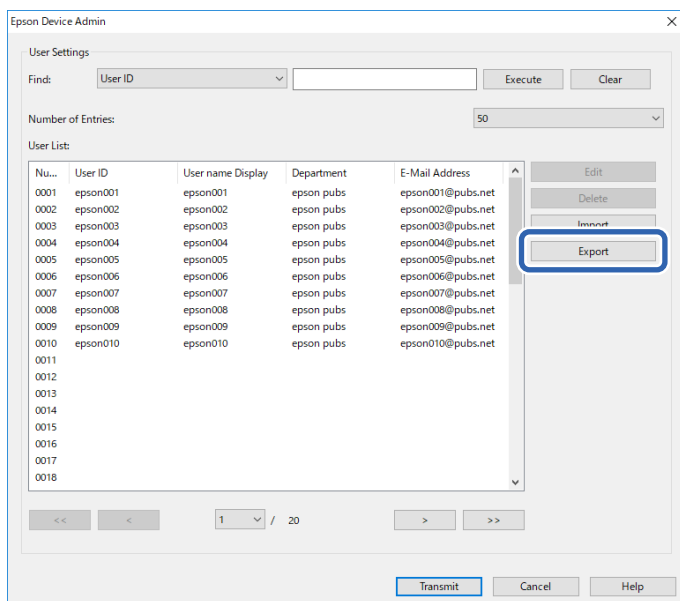 Epson Device Admin
User Settings
Find: User ID Execute Clear
Number of Entries: 50
User List:
Nu... User ID User name Display Department E-Mail Address Edit
0001 epson001 epson001 epson pubs epson001@pubs.net
Delete
0002 epson002 epson002 epson pubs epson002@pubs.net
0003 epson003 epson003 epson pubs epson003@pubs.net Import
0004 epson004 epson004 epson pubs epson004@pubs.net
Export
0005 epson005 epson005 epson pubs epson005@pubs.net
0006 epson006 epson006 epson pubs epson006@pubs.net
0007 epson007 epson007 epson pubs epson007@pubs.net
0008 epson008 epson008 epson pubs epson008@pubs.net
0009 epson009 epson009 epson pubs epson009@pubs.net
0010 epson010 epson010 epson pubs epson010@pubs.net
0011
0012
0013
0014
0015
0016
0017
0018
<< < 1 / 20 > >>
Transmit Cancel Help